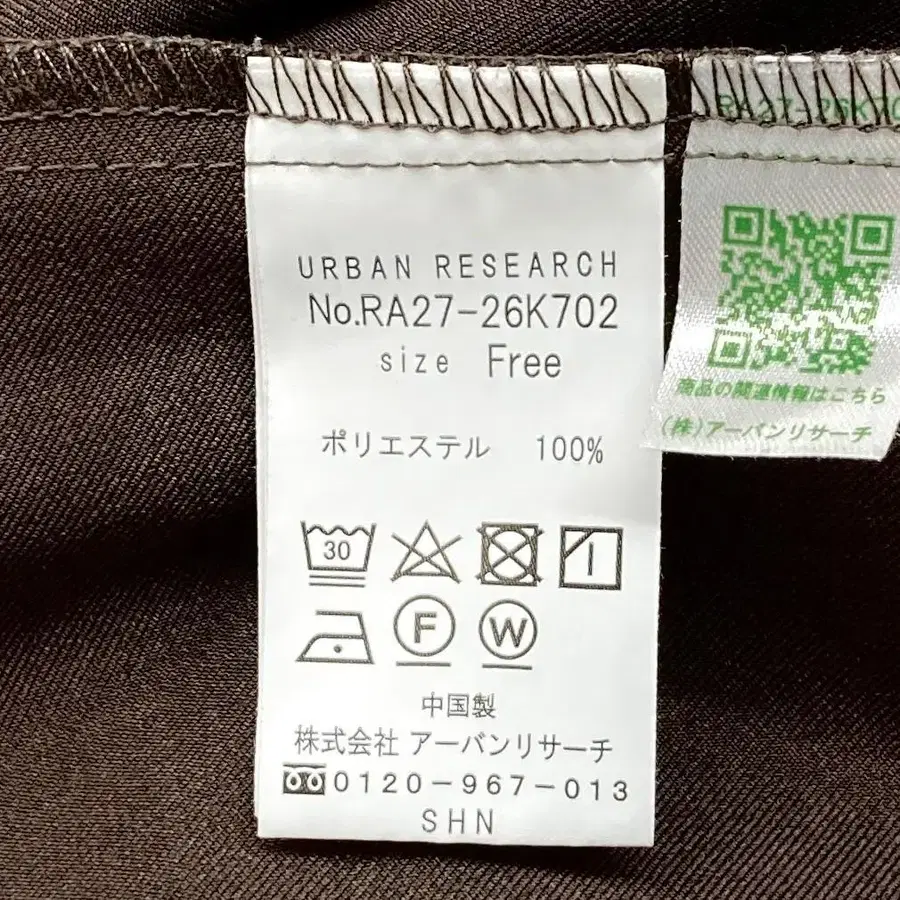 URBAN RESEARCH
No.RA27-26K702
size Free
ポリエステル 100%
30
F W
中国製
株式会社 アーバンリサーチ
0120-967-013
SHN
RA27-26K70
商品の関連情報はこちら
(株)アーバンリサーチ